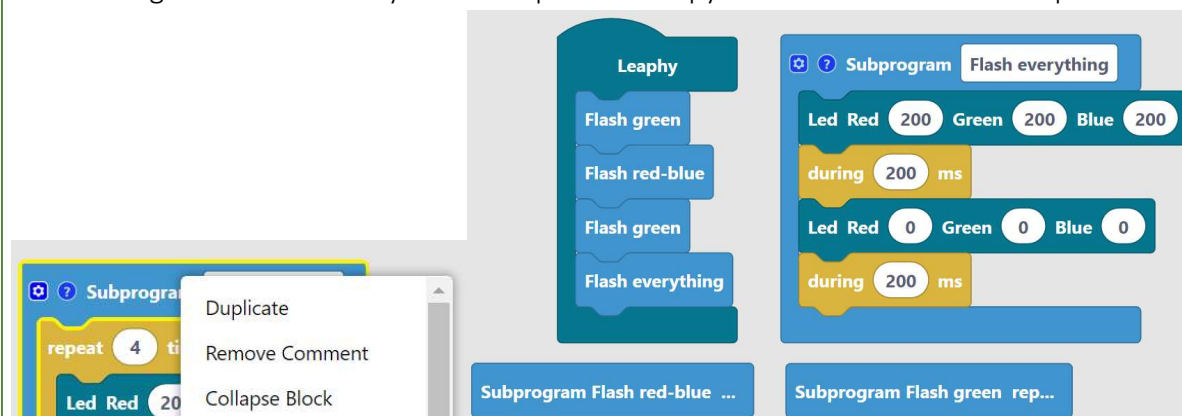 Leaphy
Flash green
Flash red-blue
Flash green
Flash everything
Subprogram Flash everything
Led Red 200 Green 200 Blue 200
during 200 ms
Led Red 0 Green 0 Blue 0
during 200 ms
Subprogram Flash red-blue ...
Subprogram Flash green rep...
repeat 4
Led Red
Duplicate
Remove Comment
Collapse Block